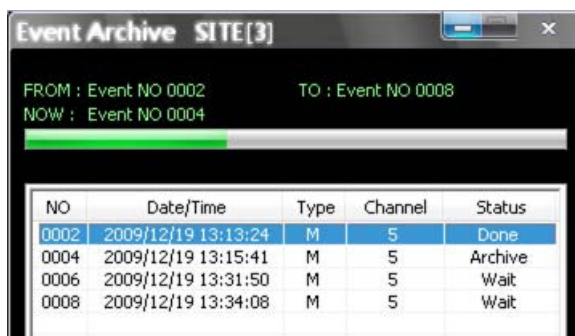 Event Archive SITE[3]
FROM : Event NO 0002 TO : Event NO 0008
NOW : Event NO 0004
NO Date/Time Type Channel Status
0002 2009/12/19 13:13:24 M 5 Done
0004 2009/12/19 13:15:41 M 5 Archive
0006 2009/12/19 13:31:50 M 5 Wait
0008 2009/12/19 13:34:08 M 5 Wait